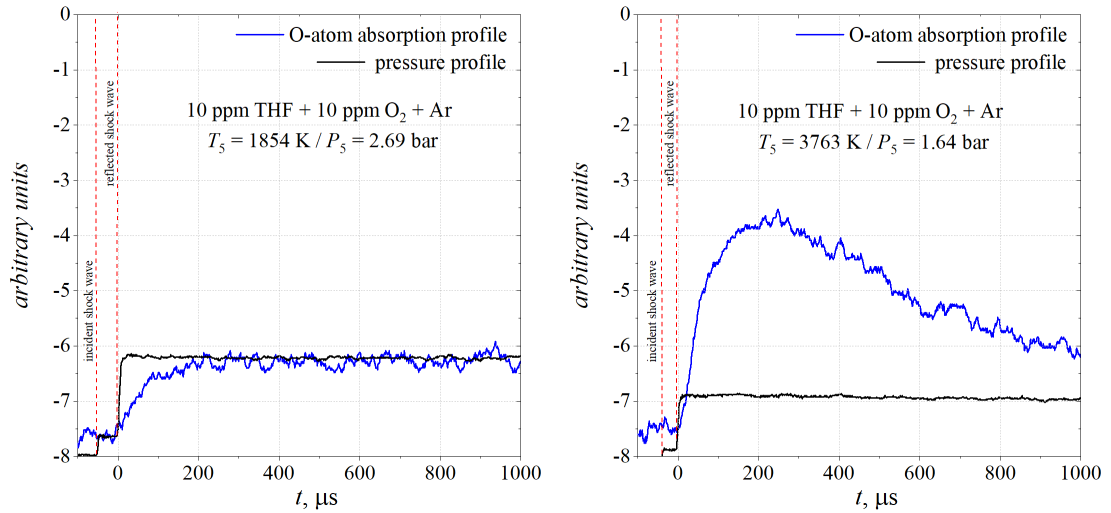 0
-1
-2
-3
-4
-5
-6
-7
-8
arbitrary units
O-atom absorption profile
pressure profile
10 ppm THF + 10 ppm O₂ + Ar
T₅ = 1854 K / P₅ = 2.69 bar
incident shock wave
reflected shock wave
0 200 400 600 800 1000
t, μs
0
-1
-2
-3
-4
-5
-6
-7
-8
arbitrary units
O-atom absorption profile
pressure profile
10 ppm THF + 10 ppm O₂ + Ar
T₅ = 3763 K / P₅ = 1.64 bar
incident shock wave
reflected shock wave
0 200 400 600 800 1000
t, μs